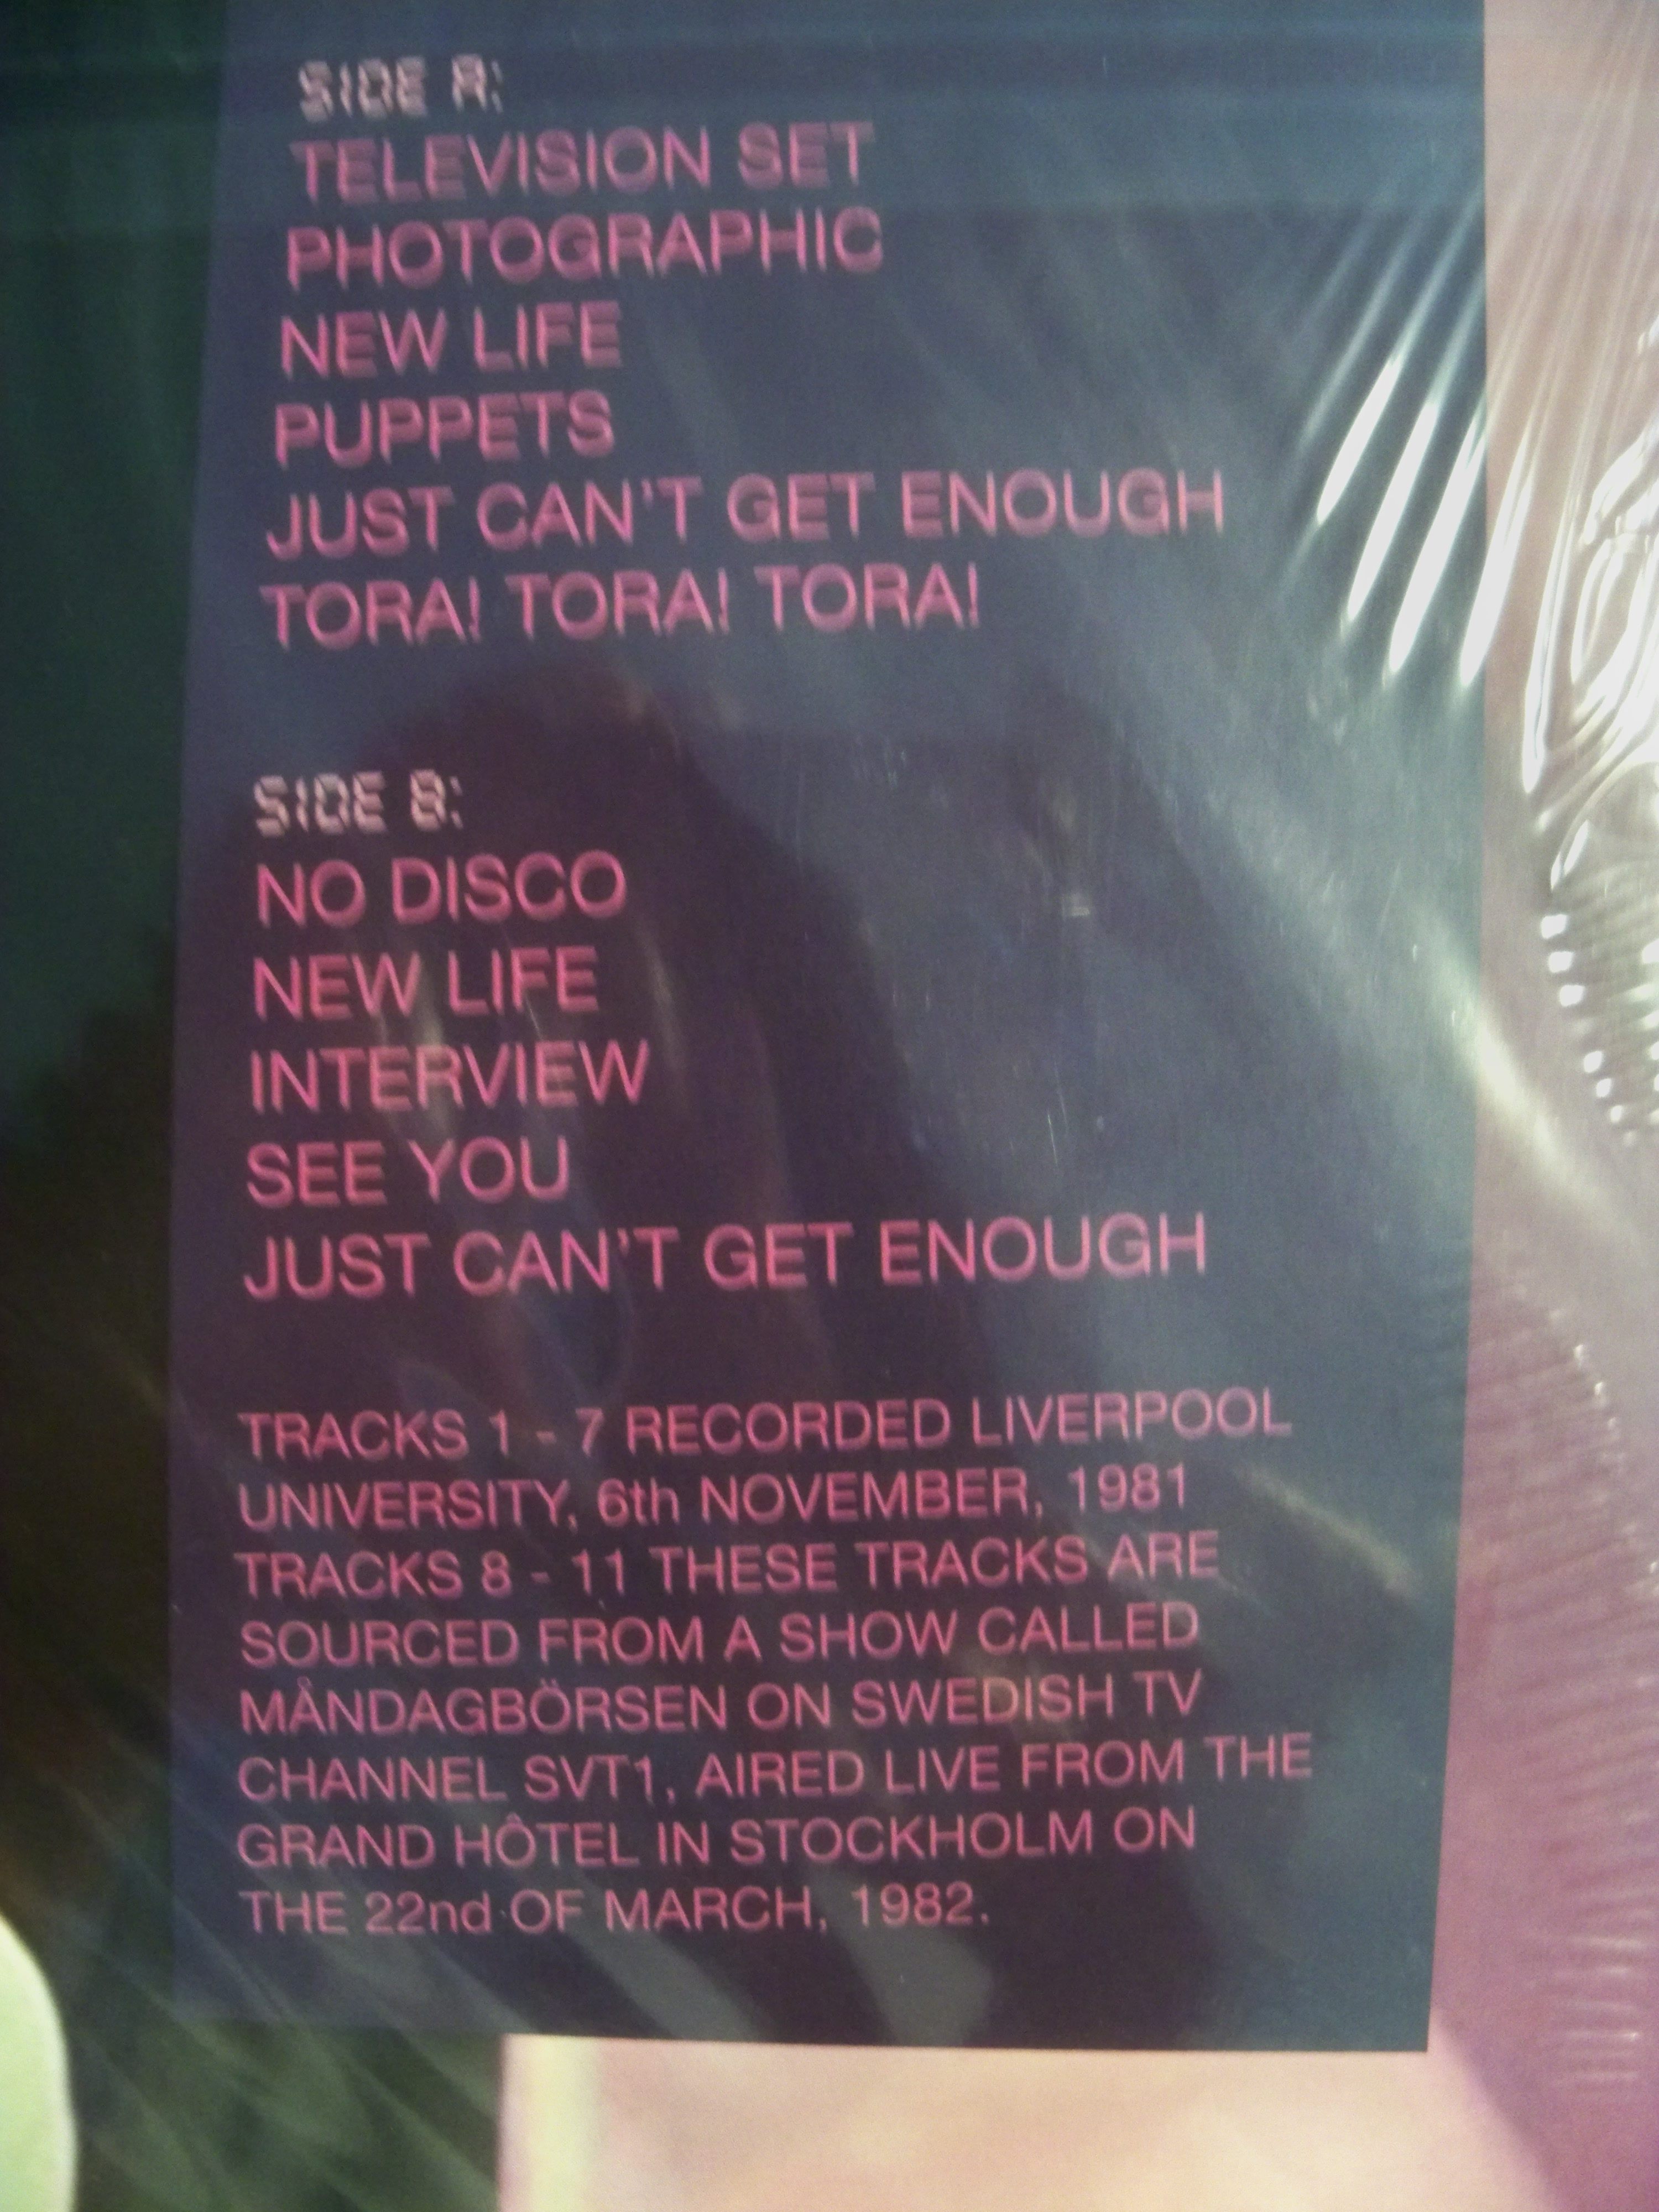 SIDE A:
TELEVISION SET
PHOTOGRAPHIC
NEW LIFE
PUPPETS
JUST CAN'T GET ENOUGH
TORA! TORA! TORA!
SIDE B:
NO DISCO
NEW LIFE
INTERVIEW
SEE YOU
JUST CAN'T GET ENOUGH
TRACKS 1 - 7 RECORDED LIVERPOOL
UNIVERSITY, 6th NOVEMBER, 1981
TRACKS 8 - 11 THESE TRACKS ARE
SOURCED FROM A SHOW CALLED
MÅNDAGBÖRSEN ON SWEDISH TV
CHANNEL SVT1, AIRED LIVE FROM THE
GRAND HÔTEL IN STOCKHOLM ON
THE 22nd OF MARCH, 1982.